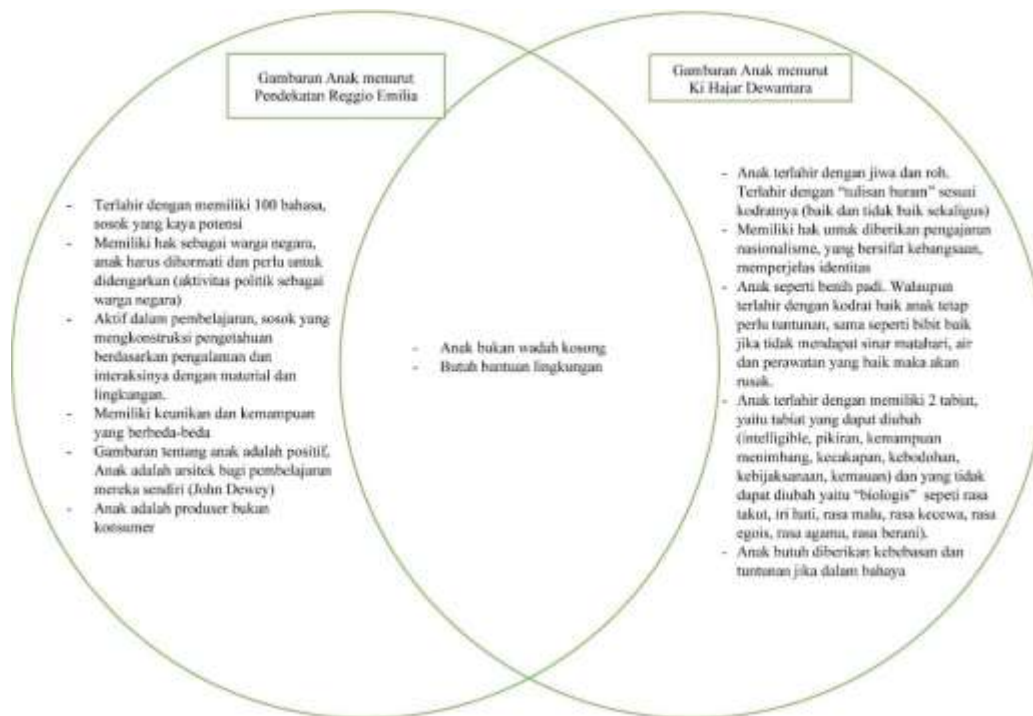 Gambaran Anak menurut
Pendekatan Reggio Emilia
- Terlahir dengan memiliki 100 bahasa,
sosok yang kaya potensi
- Memiliki hak sebagai warga negara,
anak harus dihormati dan perlu untuk
didengarkan (aktivitas politik sebagai
warga negara)
- Aktif dalam pembelajaran, sosok yang
mengkonstruksi pengetahuan
berdasarkan pengalaman dan
interaksinya dengan material dan
lingkungan.
- Memiliki keunikan dan kemampuan
yang berbeda-beda
- Gambaran tentang anak adalah positif,
Anak adalah arsitek bagi pembelajaran
mereka sendiri (John Dewey)
- Anak adalah produser bukan
konsumer
- Anak bukan wadah kosong
- Butuh bantuan lingkungan
Gambaran Anak menurut
Ki Hajar Dewantara
- Anak terlahir dengan jiwa dan roh.
Terlahir dengan "tulisan buram" sesuai
kodratnya (baik dan tidak baik sekaligus)
- Memiliki hak untuk diberikan pengajaran
nasionalisme, yang bersifat kebangsaan,
memperjelas identitas
- Anak seperti benih padi. Walaupun
terlahir dengan kodrat baik anak tetap
perlu tuntunan, sama seperti bibit baik
jika tidak mendapat sinar matahari, air
dan perawatan yang baik maka akan
rusak.
- Anak terlahir dengan memiliki 2 tabiat,
yaitu tabiat yang dapat diubah
(intelligible, pikiran, kemampuan
menimbang, kecakapan, kebodohan,
kebijaksanaan, kemauan) dan yang tidak
dapat diubah yaitu "biologis" sepeti rasa
takut, iri hati, rasa malu, rasa kecewa, rasa
egois, rasa agama, rasa berani).
- Anak butuh diberikan kebebasan dan
tuntunan jika dalam bahaya